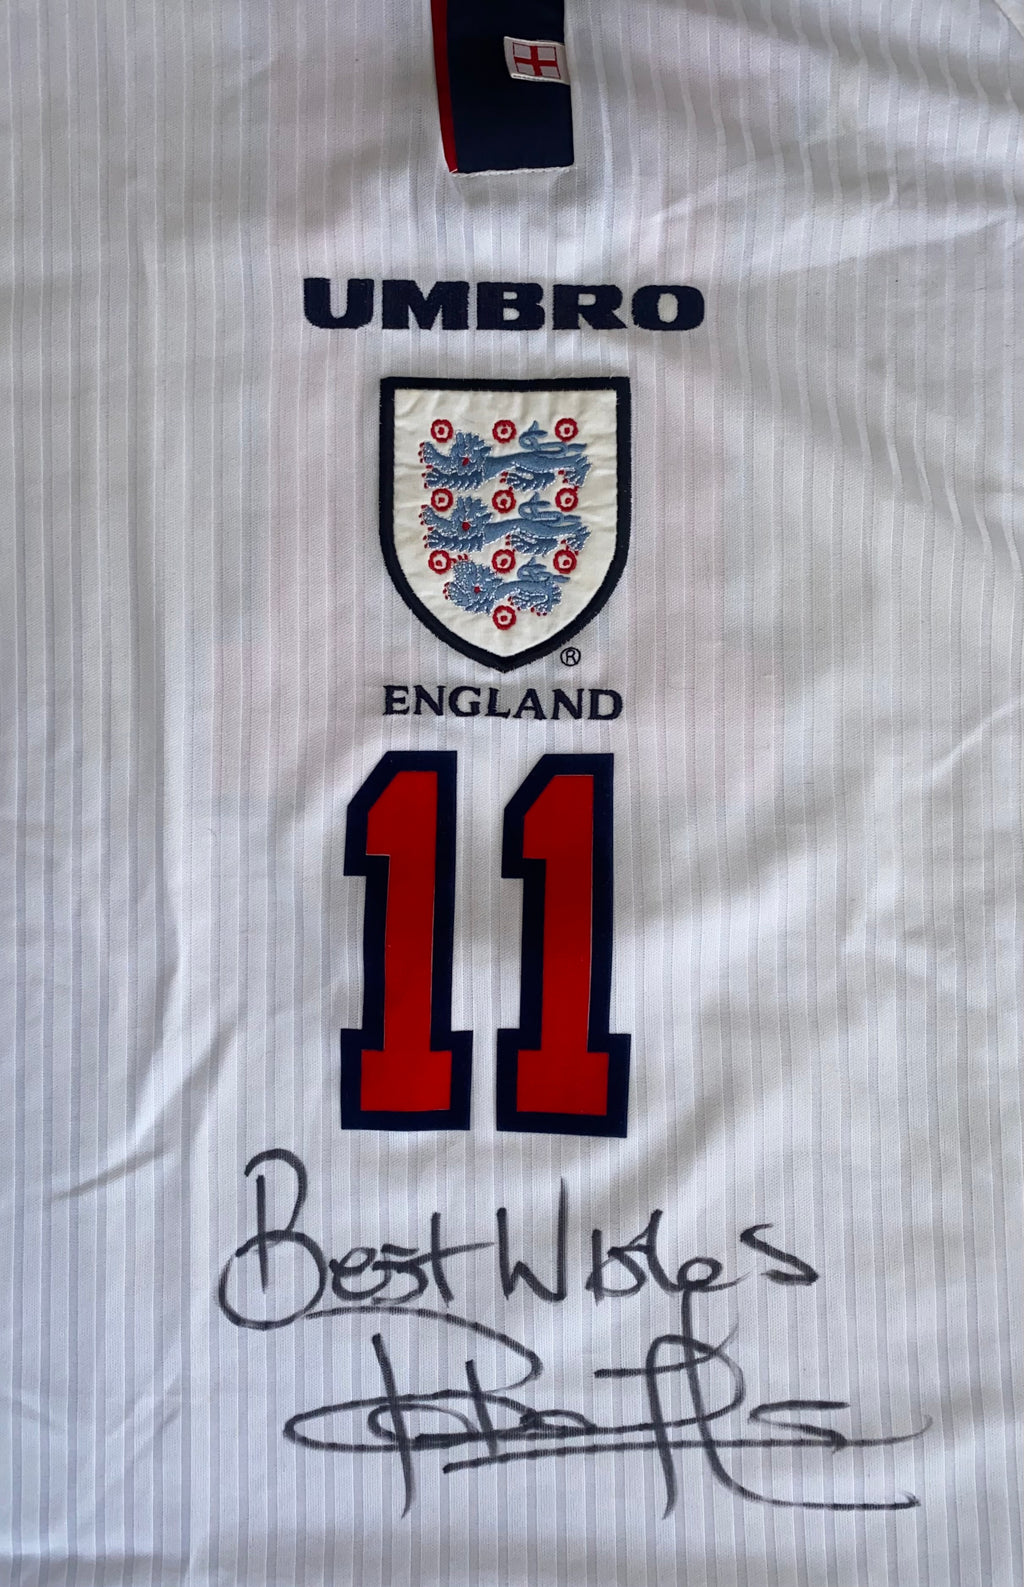 UMBRO
®
ENGLAND
11
Best Wishes